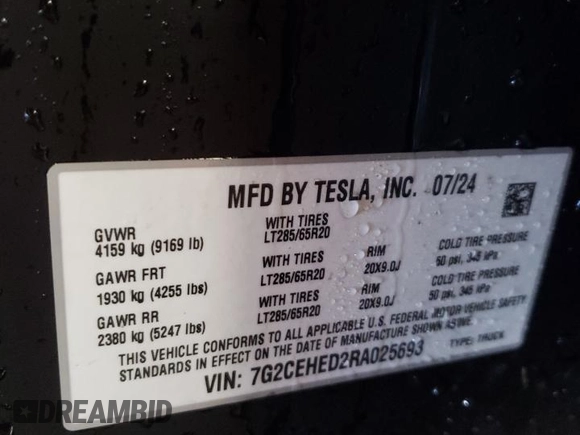 MFD BY TESLA, INC. 07/24
GVWR
4159 kg (9169 lb)
WITH TIRES
LT285/65R20
GAWR FRT
1930 kg (4255 lbs)
WITH TIRES
LT285/65R20
RIM
20X9.0J
COLD TIRE PRESSURE
50 psi, 345 kPa
GAWR RR
2380 kg (5247 lbs)
WITH TIRES
LT285/65R20
RIM
20X9.0J
COLD TIRE PRESSURE
50 psi, 345 kPa
THIS VEHICLE CONFORMS TO ALL APPLICABLE U.S. FEDERAL MOTOR VEHICLE SAFETY
STANDARDS IN EFFECT ON THE DATE OF MANUFACTURE SHOWN ABOVE.
VIN: 7G2CEHED2RA025693 TYPE: TRUCK
DREAMBID